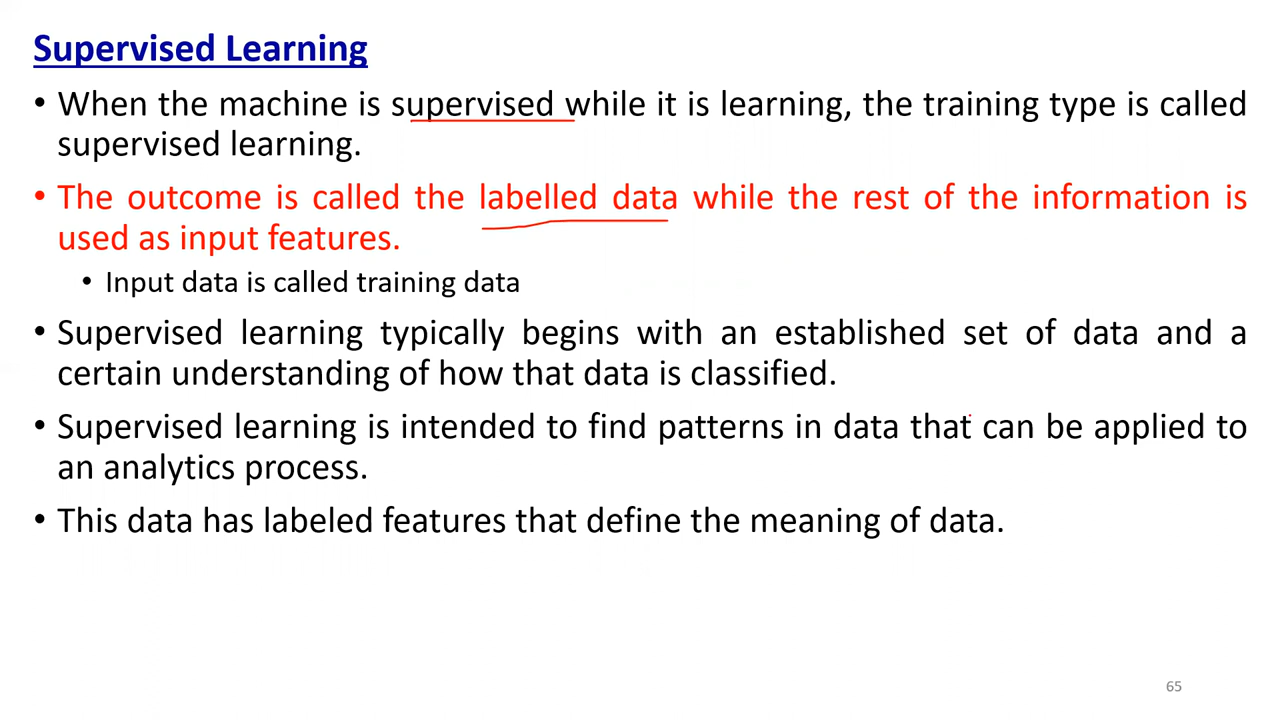 Supervised Learning
• When the machine is supervised while it is learning, the training type is called
supervised learning.
• The outcome is called the labelled data while the rest of the information is
used as input features.
• Input data is called training data
• Supervised learning typically begins with an established set of data and a
certain understanding of how that data is classified.
• Supervised learning is intended to find patterns in data that can be applied to
an analytics process.
• This data has labeled features that define the meaning of data.
65